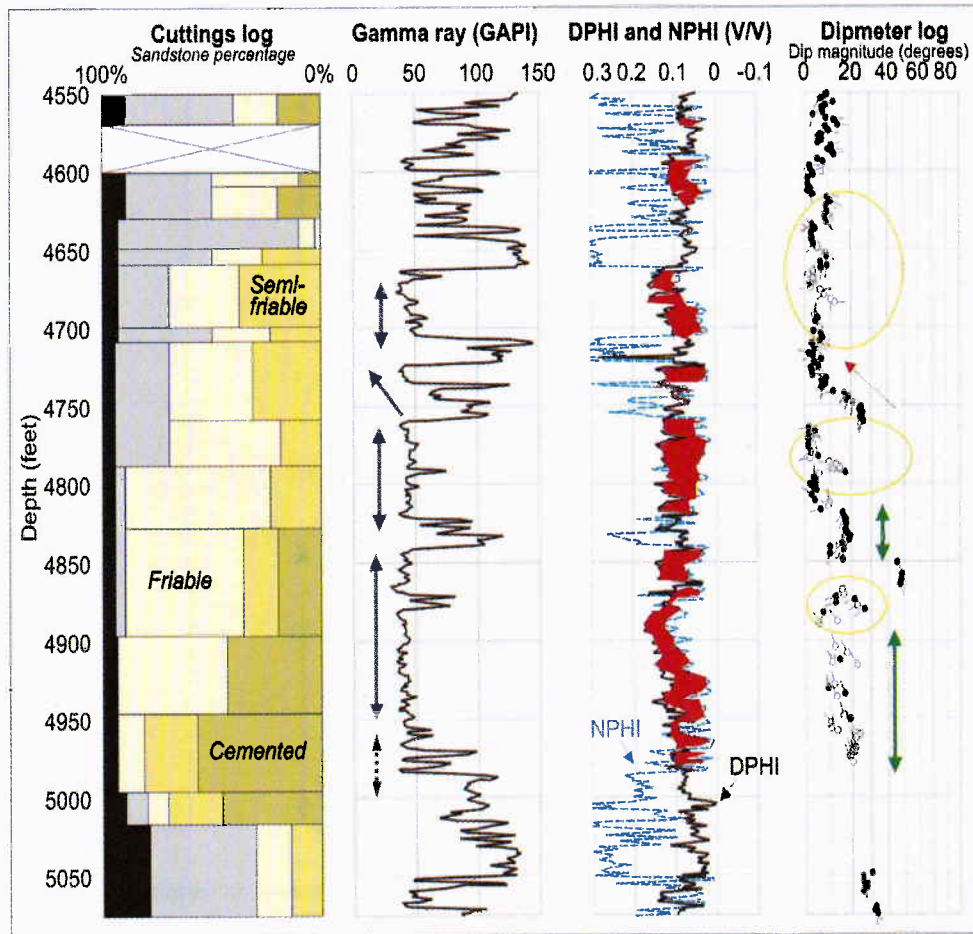 Cuttings log
Sandstone percentage
100% 0%
Gamma ray (GAPI)
0 50 100 150
DPHI and NPHI (V/V)
0.3 0.2 0.1 0 -0.1
Dipmeter log
Dip magnitude (degrees)
0 20 40 60 80
Depth (feet)
4550
4600
4650
4700
4750
4800
4850
4900
4950
5000
5050
Semi-
friable
Friable
Cemented
NPHI
DPHI